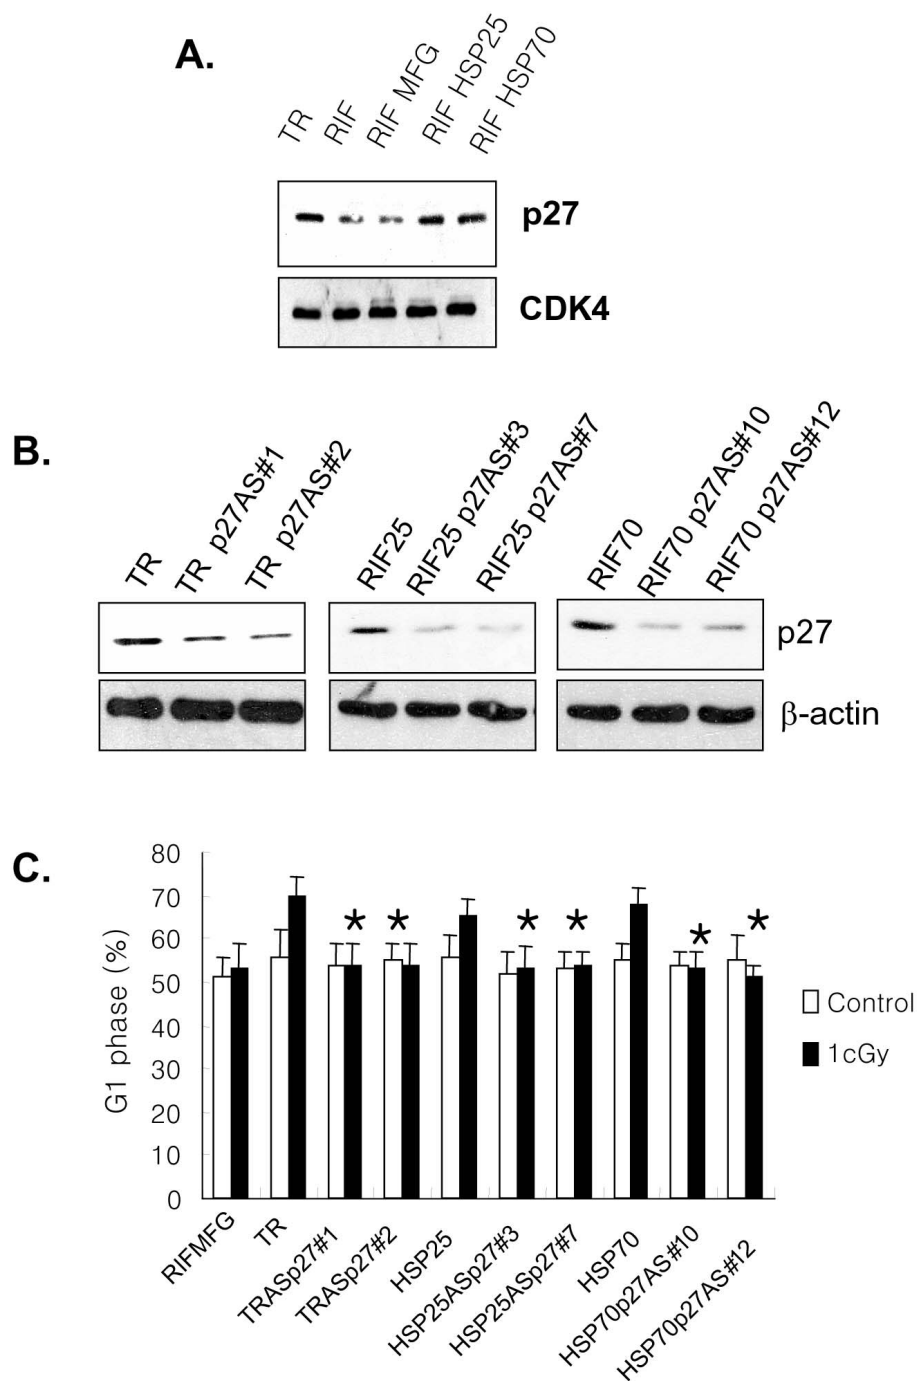 A.
TR
RIF
RIF MFG
RIF HSP25
RIF HSP70
p27
CDK4
B.
TR
TR p27AS#1
TR p27AS#2
RIF25
RIF25 p27AS#3
RIF25 p27AS#7
RIF70
RIF70 p27AS#10
RIF70 p27AS#12
p27
β-actin
C.
G1 phase (%)
80
70
60
50
40
30
20
10
0
* * * * * *
Control
1cGy
RIFMFG
TR
TRASp27#1
TRASp27#2
HSP25
HSP25ASp27#3
HSP25ASp27#7
HSP70
HSP70p27AS#10
HSP70p27AS#12